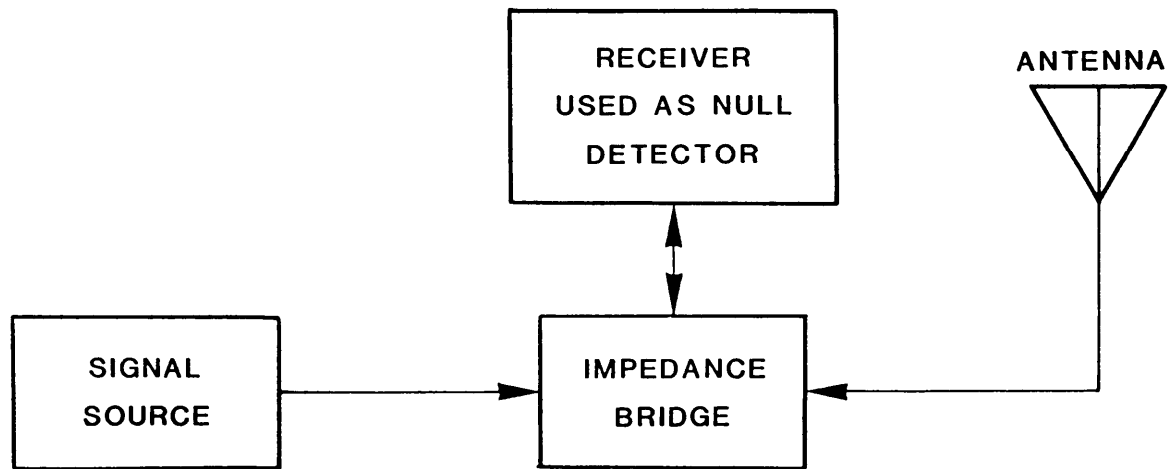 RECEIVER
USED AS NULL
DETECTOR
ANTENNA
SIGNAL
SOURCE
IMPEDANCE
BRIDGE